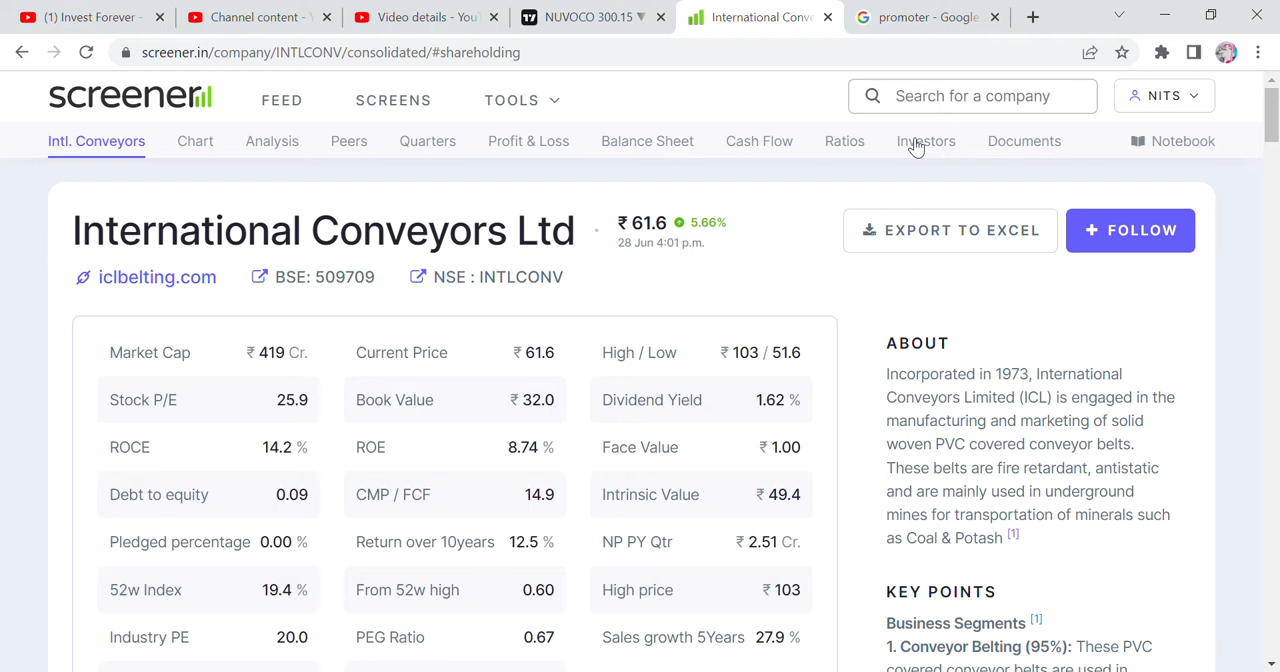 (1) Invest Forever -
Channel content -
Video details - You
NUVOCO 300.15 ▼
International Conve
promoter - Google
screener.in/company/INTLCONV/consolidated/#shareholding
screener
FEED
SCREENS
TOOLS
Search for a company
NITS
Intl. Conveyors
Chart
Analysis
Peers
Quarters
Profit & Loss
Balance Sheet
Cash Flow
Ratios
Investors
Documents
Notebook
International Conveyors Ltd
₹ 61.6 5.66%
28 Jun 4:01 p.m.
EXPORT TO EXCEL
+ FOLLOW
iclbelting.com
BSE: 509709
NSE : INTLCONV
Market Cap ₹ 419 Cr.
Current Price ₹ 61.6
High / Low ₹ 103 / 51.6
Stock P/E 25.9
Book Value ₹ 32.0
Dividend Yield 1.62 %
ROCE 14.2 %
ROE 8.74 %
Face Value ₹ 1.00
Debt to equity 0.09
CMP / FCF 14.9
Intrinsic Value ₹ 49.4
Pledged percentage 0.00 %
Return over 10years 12.5 %
NP PY Qtr ₹ 2.51 Cr.
52w Index 19.4 %
From 52w high 0.60
High price ₹ 103
Industry PE 20.0
PEG Ratio 0.67
Sales growth 5Years 27.9 %
ABOUT
Incorporated in 1973, International
Conveyors Limited (ICL) is engaged in the
manufacturing and marketing of solid
woven PVC covered conveyor belts.
These belts are fire retardant, antistatic
and are mainly used in underground
mines for transportation of minerals such
as Coal & Potash [1]
KEY POINTS
Business Segments [1]
1. Conveyor Belting (95%): These PVC
covered conveyor belts are used in